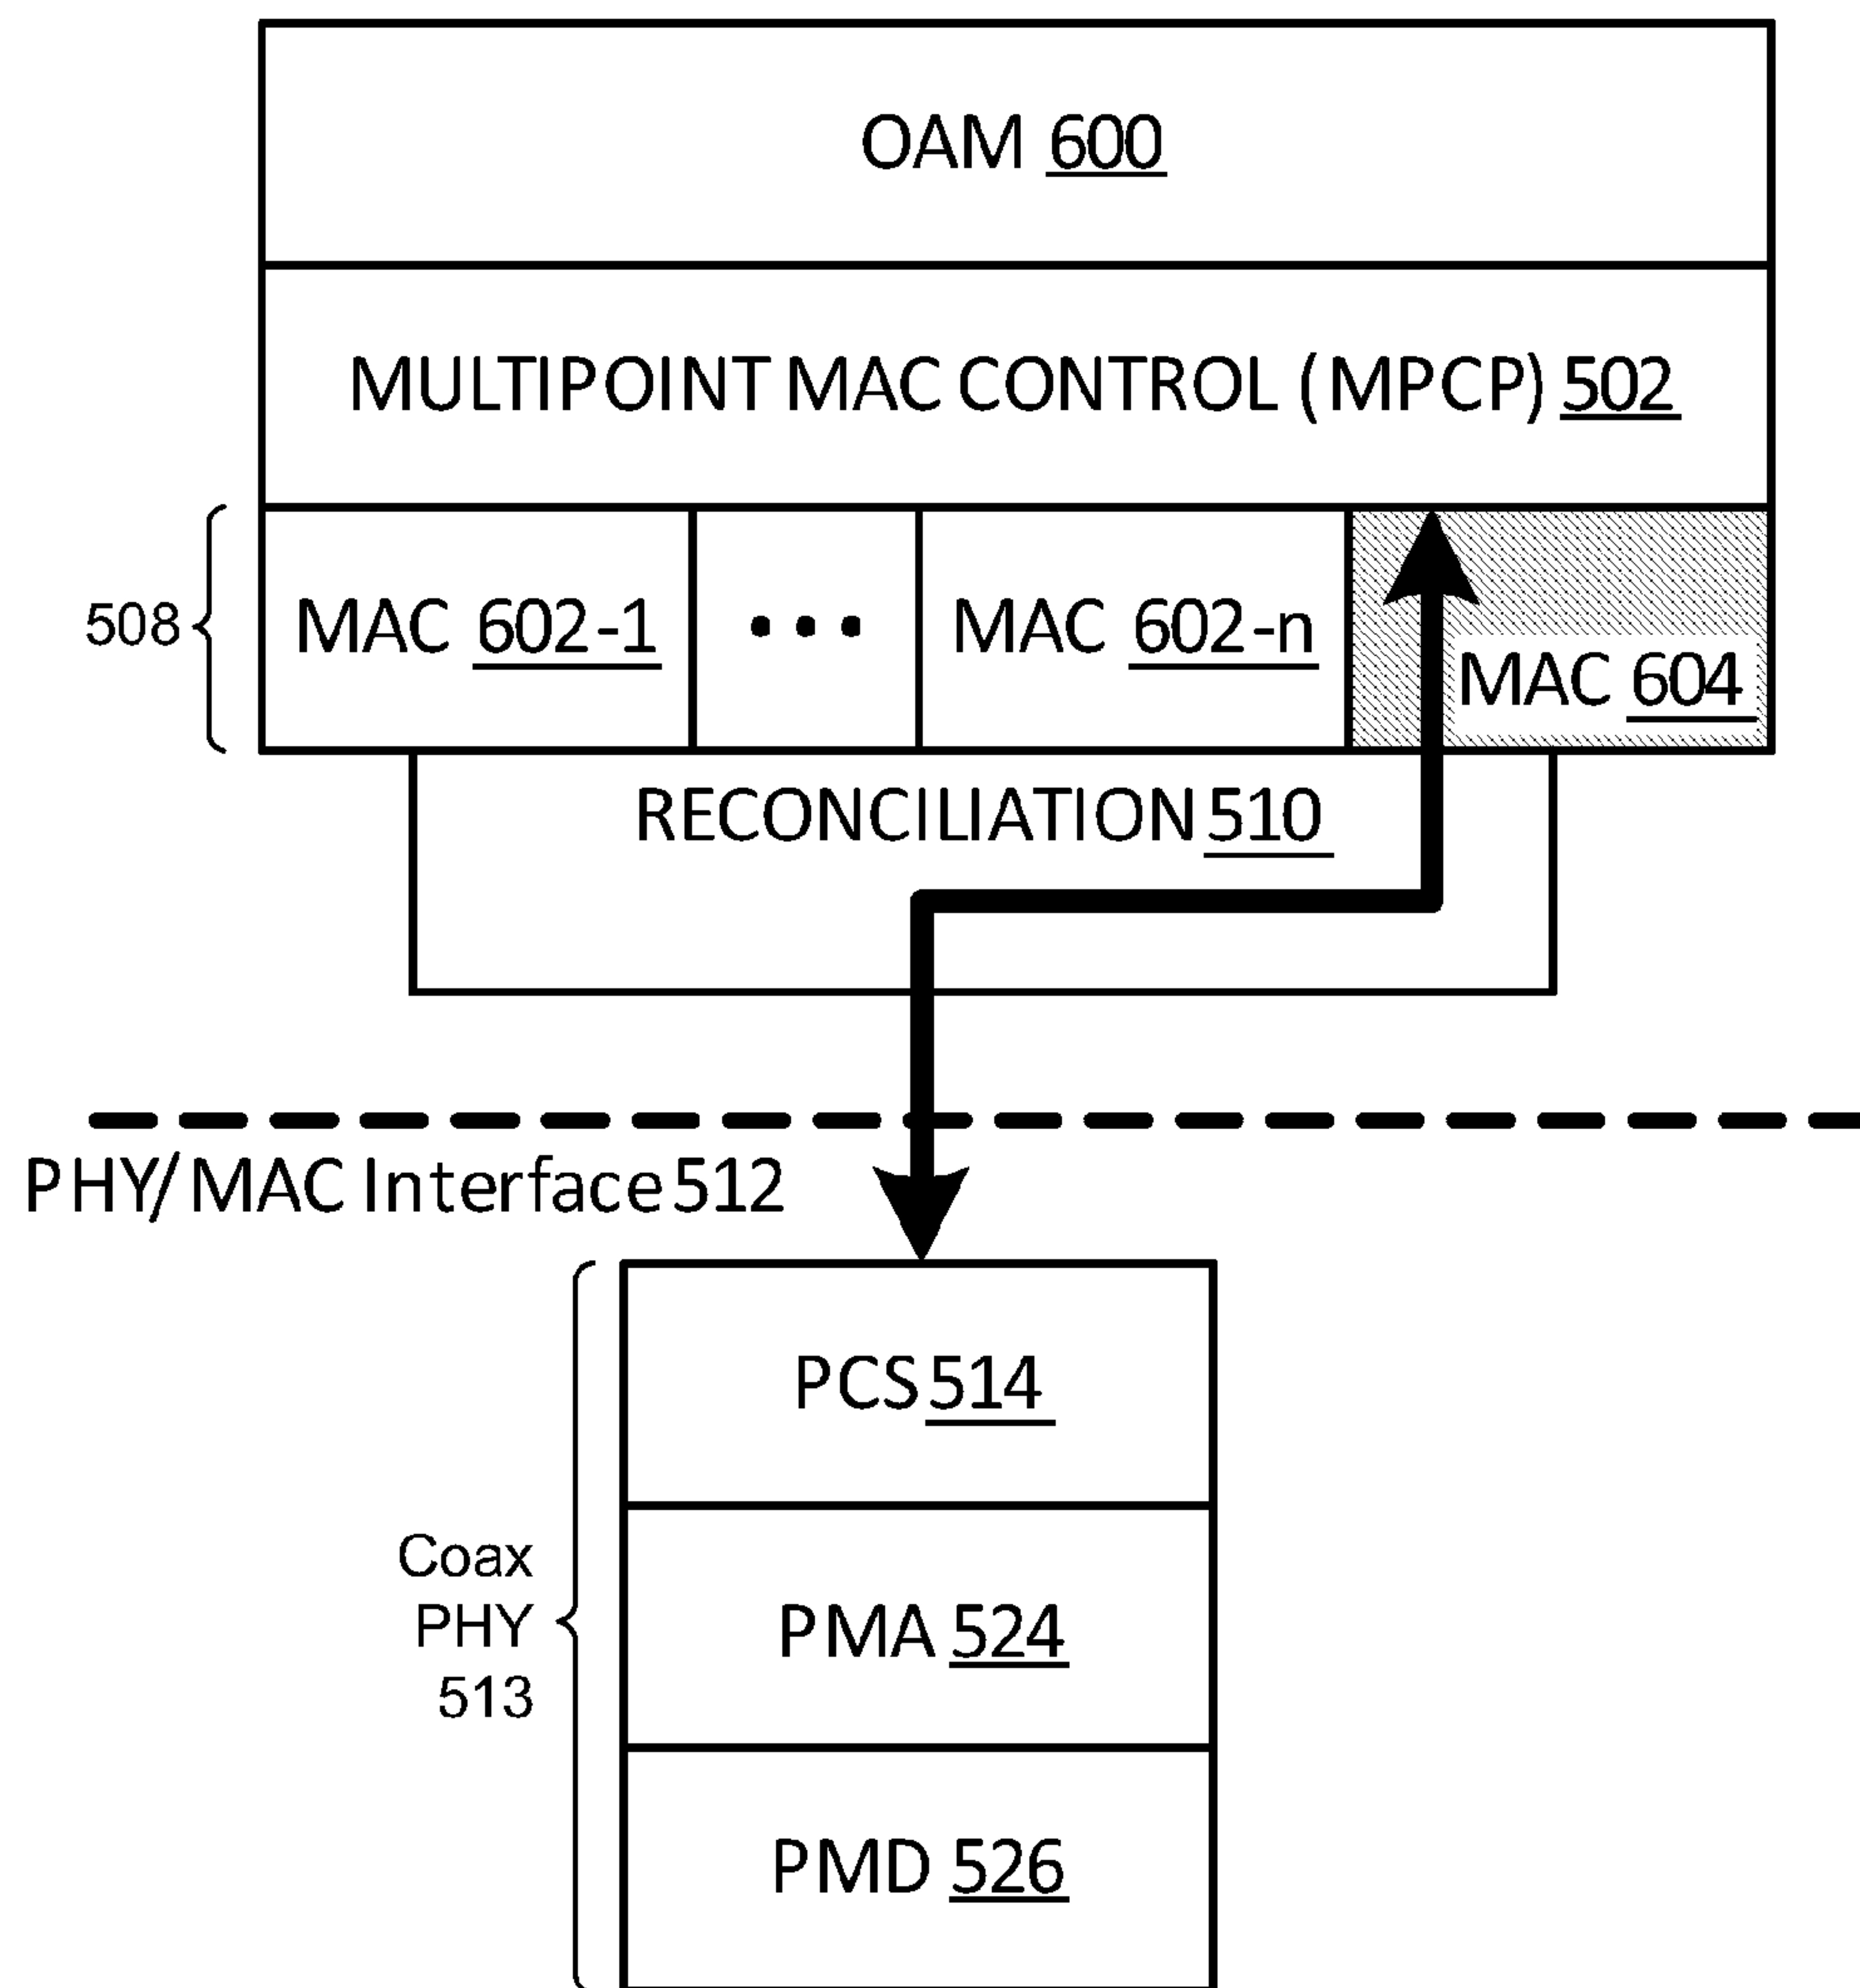 OAM 600
MULTIPOINT MAC CONTROL (MPCP) 502
508
MAC 602-1
•••
MAC 602-n
MAC 604
RECONCILIATION 510
PHY/MAC Interface 512
PCS 514
Coax
PHY
513
PMA 524
PMD 526